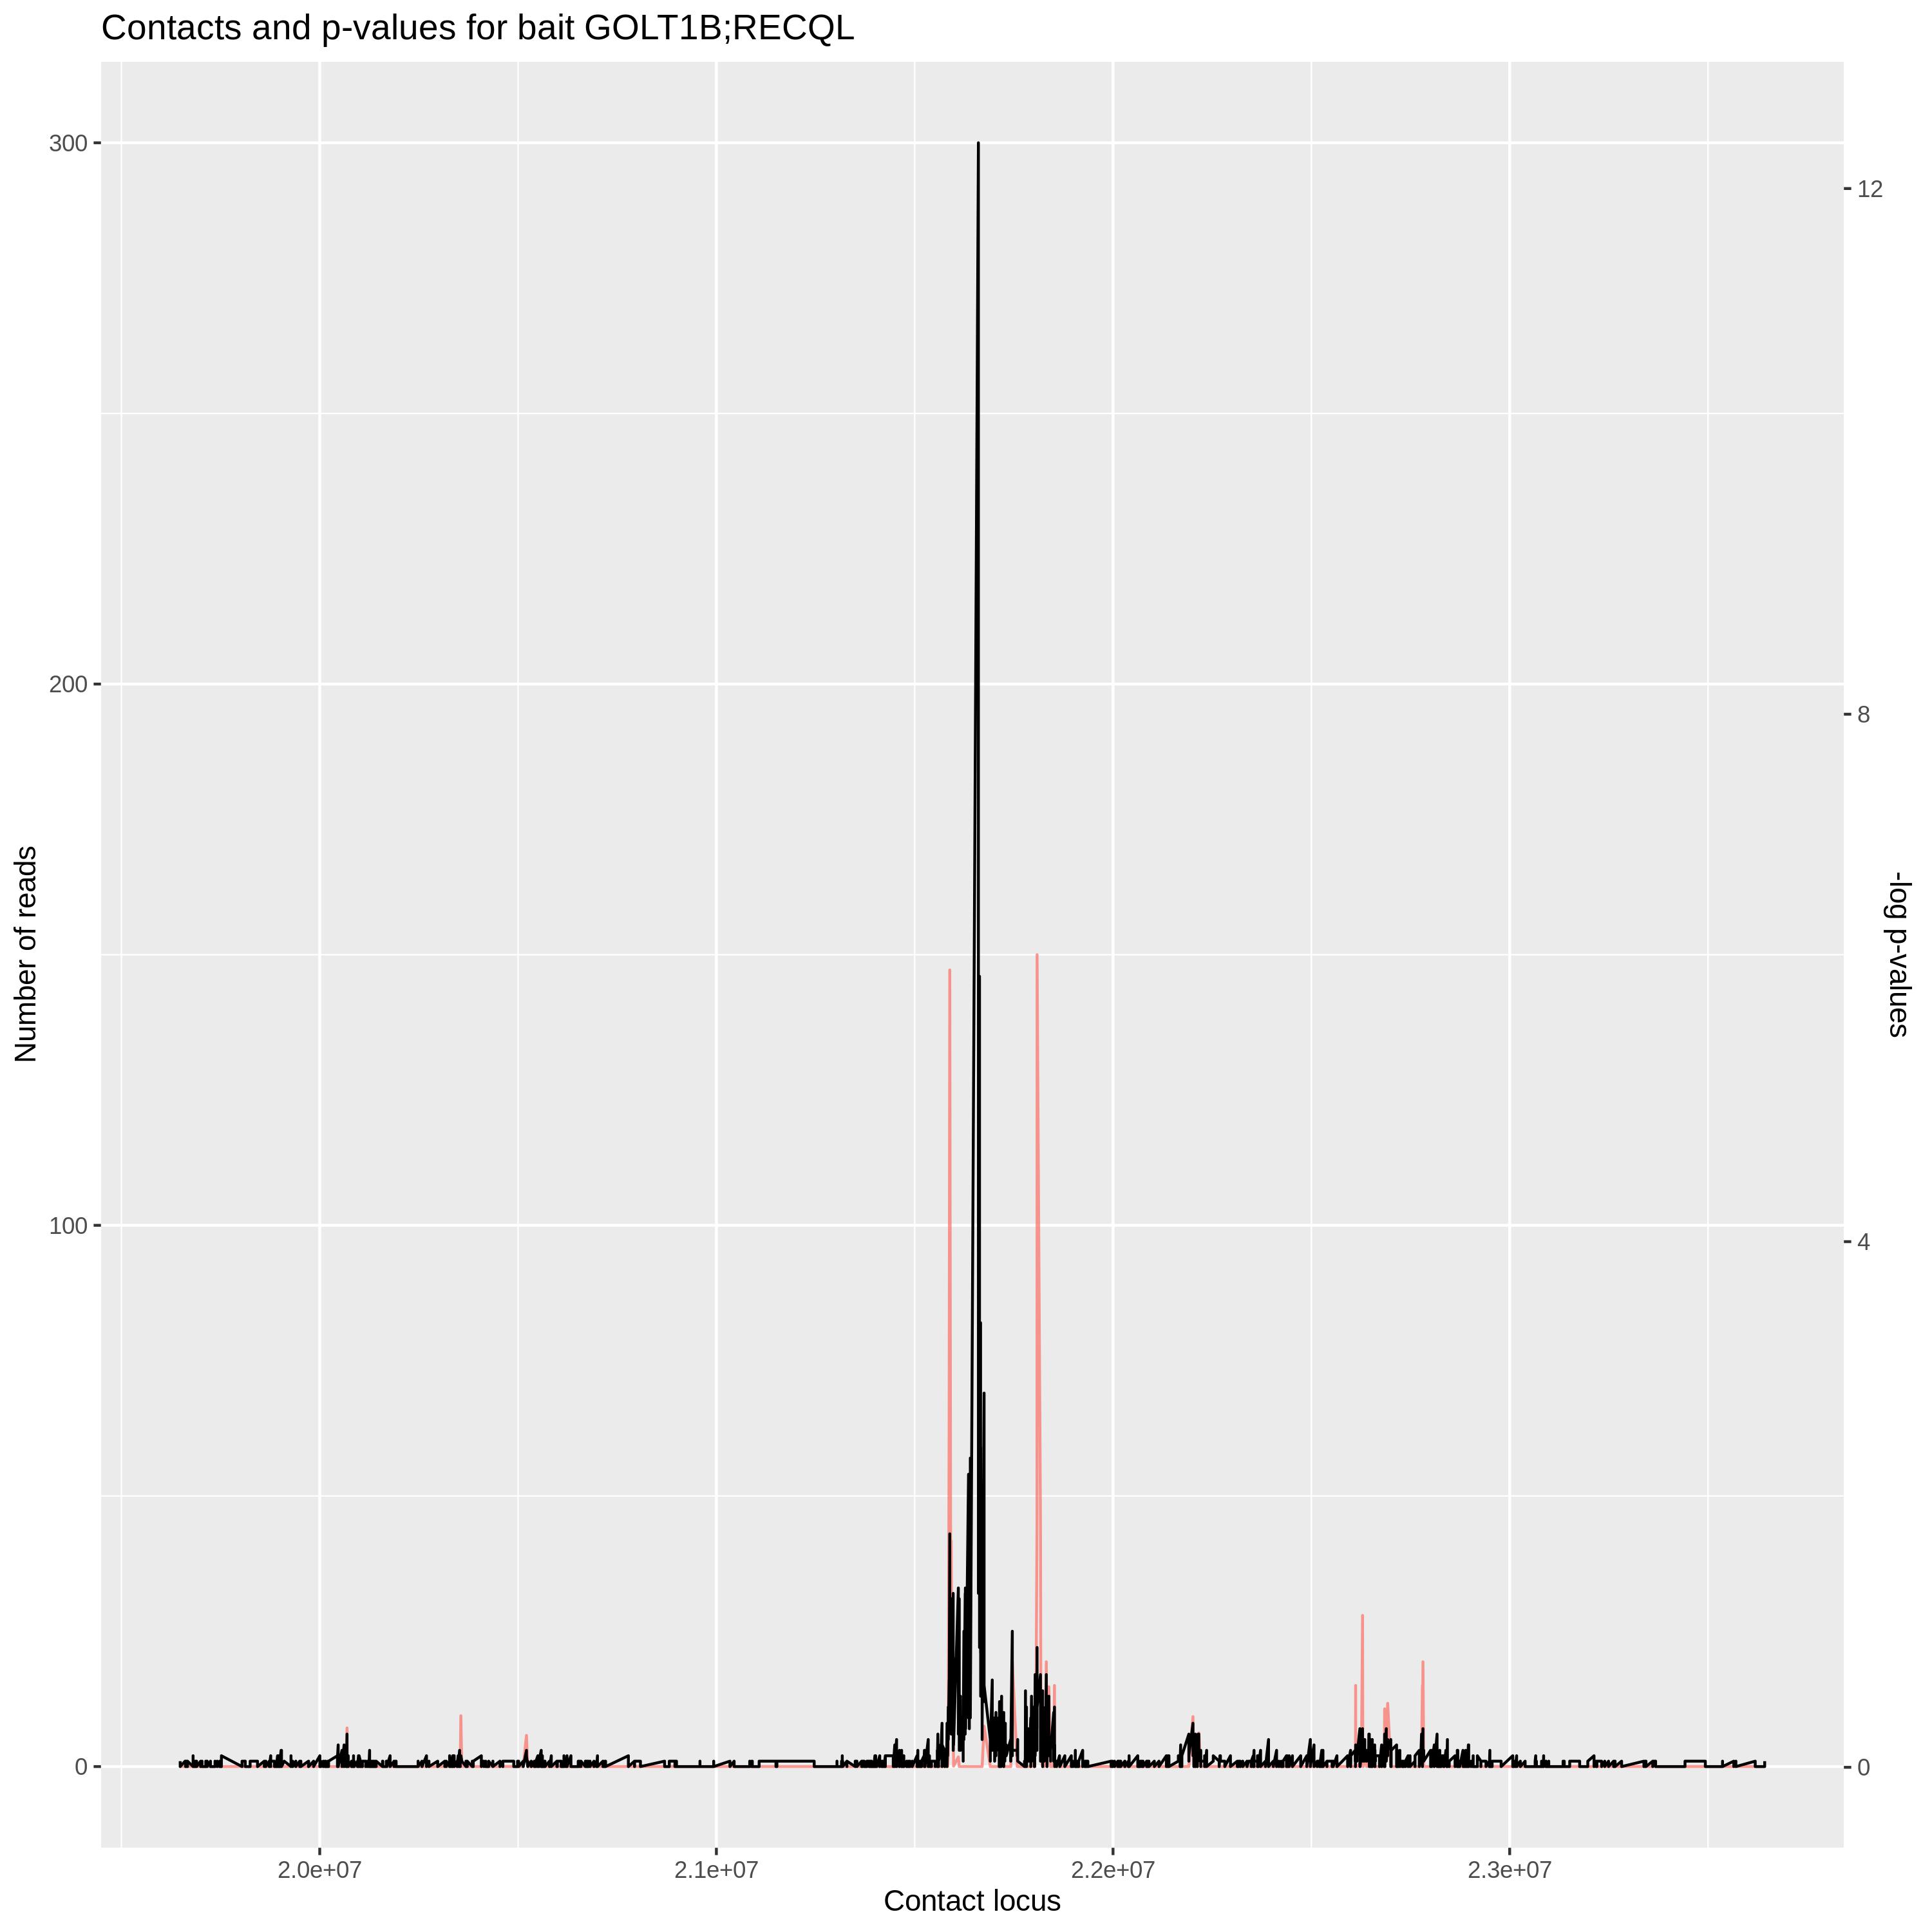 Contacts and p-values for bait GOLT1B;RECQL
300
200
100
0
12
8
4
0
Number of reads
-log p-values
2.0e+07
2.1e+07
2.2e+07
2.3e+07
Contact locus